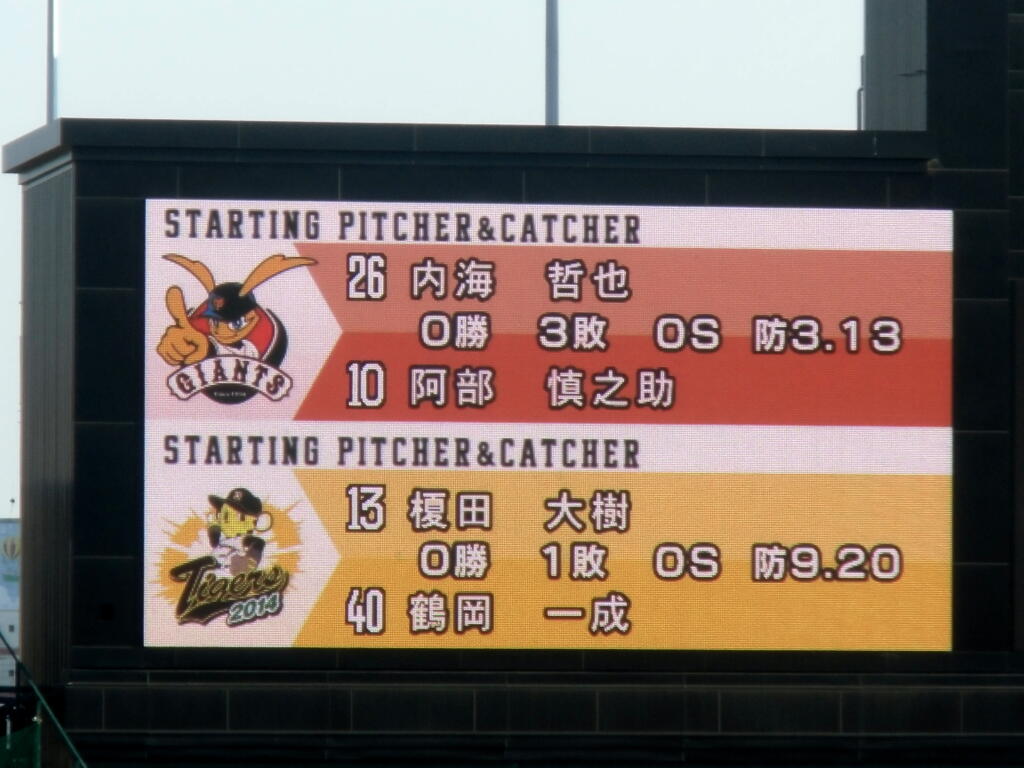 STARTING PITCHER&CATCHER
26 内海 哲也
0勝 3敗 0S 防3.13
GIANTS
Since 1934
10 阿部 慎之助
STARTING PITCHER&CATCHER
13 榎田 大樹
0勝 1敗 0S 防9.20
Tigers
2014
40 鶴岡 一成